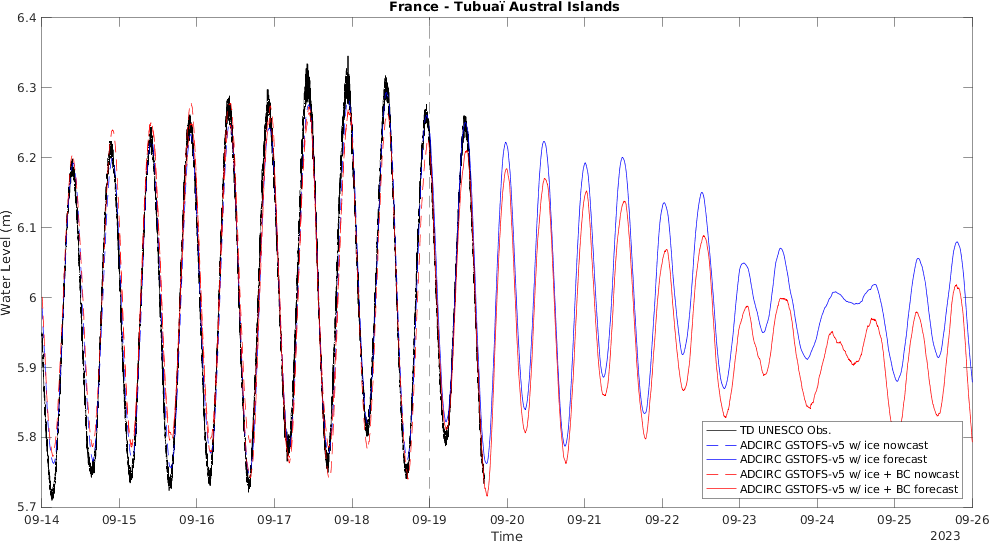 France - Tubuaï Austral Islands
6.4
6.3
6.2
6.1
6
5.9
5.8
5.7
Water Level (m)
TD UNESCO Obs.
ADCIRC GSTOFS-v5 w/ ice nowcast
ADCIRC GSTOFS-v5 w/ ice forecast
ADCIRC GSTOFS-v5 w/ ice + BC nowcast
ADCIRC GSTOFS-v5 w/ ice + BC forecast
09-14 09-15 09-16 09-17 09-18 09-19 09-20 09-21 09-22 09-23 09-24 09-25 09-26
Time
2023